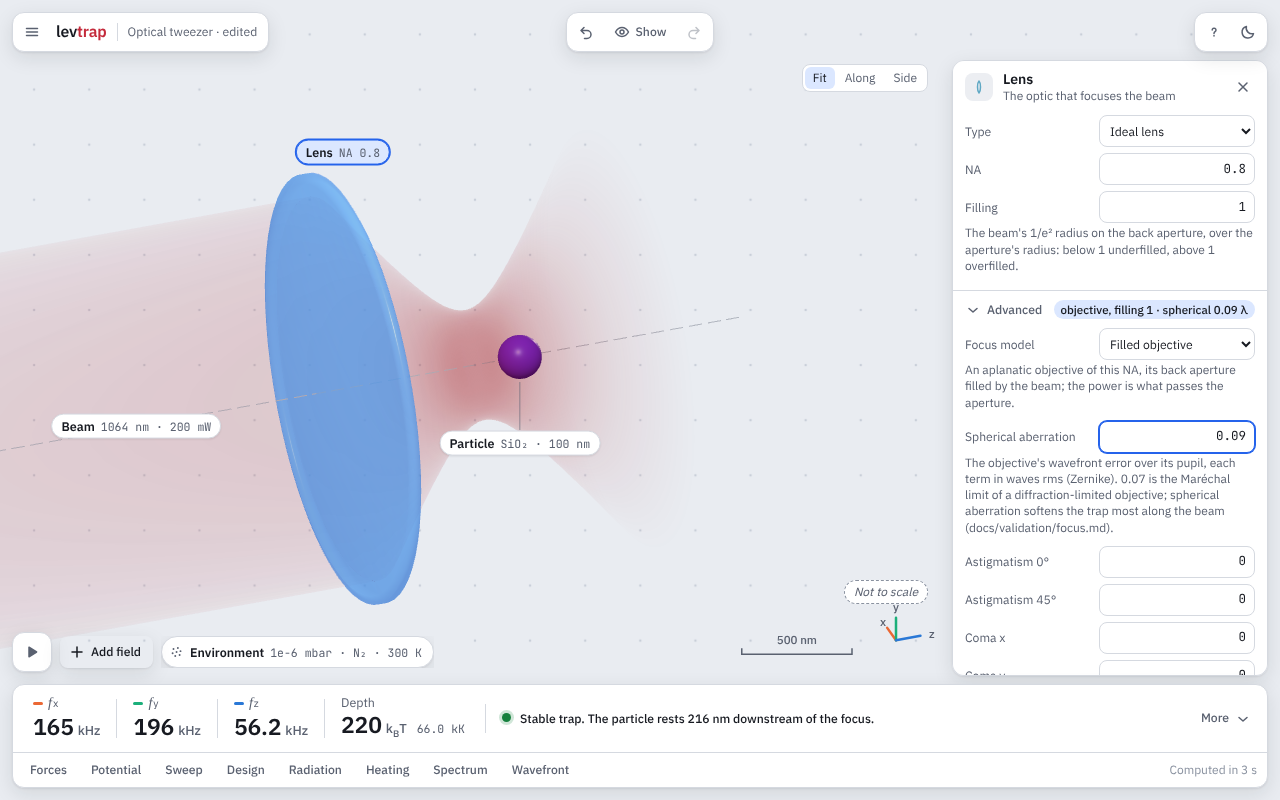 levtrap
Optical tweezer · edited
Show
?
Fit
Along
Side
Lens
The optic that focuses the beam
Type
Ideal lens
NA
0.8
Filling
1
The beam's 1/e² radius on the back aperture, over the
aperture's radius: below 1 underfilled, above 1
overfilled.
Advanced
objective, filling 1 · spherical 0.09 λ
Focus model
Filled objective
An aplanatic objective of this NA, its back aperture
filled by the beam; the power is what passes the
aperture.
Spherical aberration
0.09
The objective's wavefront error over its pupil, each
term in waves rms (Zernike). 0.07 is the Maréchal
limit of a diffraction-limited objective; spherical
aberration softens the trap most along the beam
(docs/validation/focus.md).
Astigmatism 0°
0
Astigmatism 45°
0
Coma x
0
Lens NA 0.8
Beam 1064 nm · 200 mW
Particle SiO₂ · 100 nm
Not to scale
y
x
z
500 nm
Add field
Environment 1e-6 mbar · N₂ · 300 K
fx
165 kHz
fy
196 kHz
fz
56.2 kHz
Depth
220 kBT 66.0 kK
Stable trap. The particle rests 216 nm downstream of the focus.
More
Forces
Potential
Sweep
Design
Radiation
Heating
Spectrum
Wavefront
Computed in 3 s